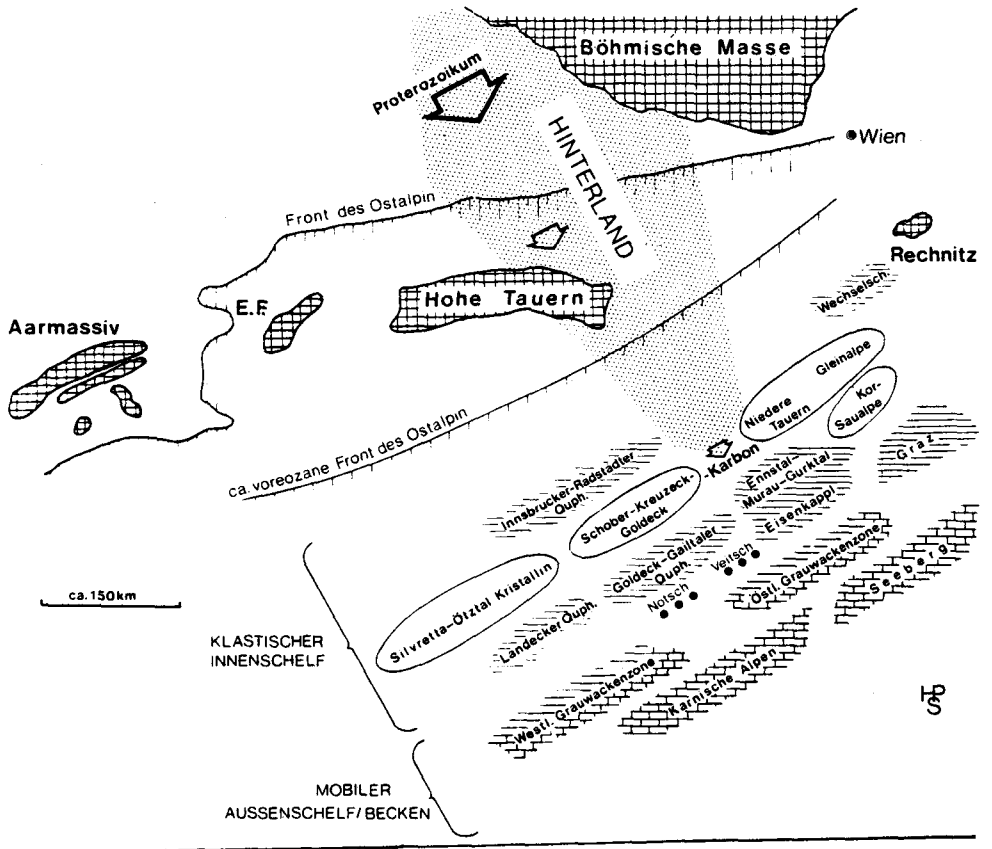 Böhmische Masse
Proterozoikum
HINTERLAND
Wien
Front des Ostalpin
Rechnitz
Wechselsch.
E.F.
Hohe Tauern
Aarmassiv
Gleinalpe
Niedere
Tauern
Kor-
Saualpe
ca. voreozane Front des Ostalpin
-Karbon
Graz
Innsbrucker-Radstädter
Quph.
Ennstal-
Murau-Gurktal
Schober-Kreuzeck-
Goldeck
Eisenkappl
Goldeck-Gailtaler
Quph.
Veitsch
Östl. Grauwackenzone
Seeberg
ca. 150 km
Notsch
Silvretta-Ötztal Kristallin
Landecker Quph.
KLASTISCHER
INNENSCHELF
Westl. Grauwackenzone
Karnische Alpen
HPS
MOBILER
AUSSENSCHELF/BECKEN